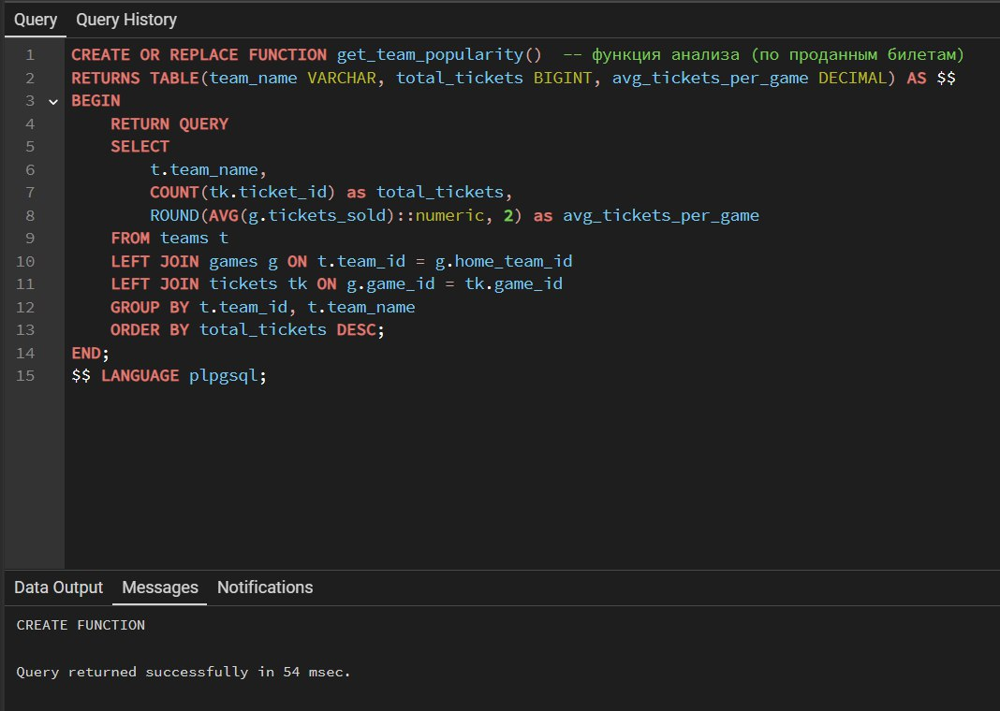 Query Query History
1 CREATE OR REPLACE FUNCTION get_team_popularity()  -- функция анализа (по проданным билетам)
2 RETURNS TABLE(team_name VARCHAR, total_tickets BIGINT, avg_tickets_per_game DECIMAL) AS $$
3 BEGIN
4     RETURN QUERY
5     SELECT
6         t.team_name,
7         COUNT(tk.ticket_id) as total_tickets,
8         ROUND(AVG(g.tickets_sold)::numeric, 2) as avg_tickets_per_game
9     FROM teams t
10     LEFT JOIN games g ON t.team_id = g.home_team_id
11     LEFT JOIN tickets tk ON g.game_id = tk.game_id
12     GROUP BY t.team_id, t.team_name
13     ORDER BY total_tickets DESC;
14 END;
15 $$ LANGUAGE plpgsql;
Data Output Messages Notifications
CREATE FUNCTION
Query returned successfully in 54 msec.